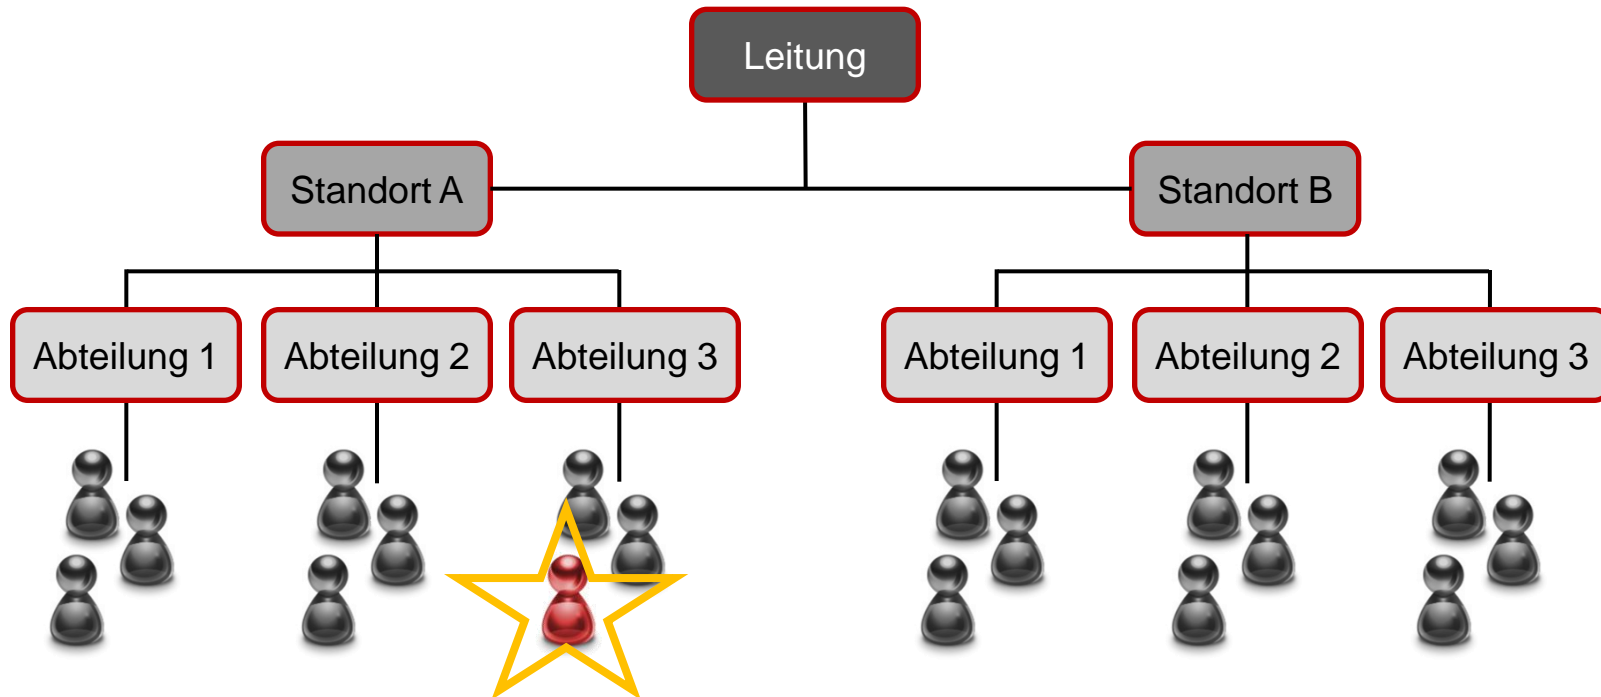 Leitung
Standort A
Standort B
Abteilung 1
Abteilung 2
Abteilung 3
Abteilung 1
Abteilung 2
Abteilung 3